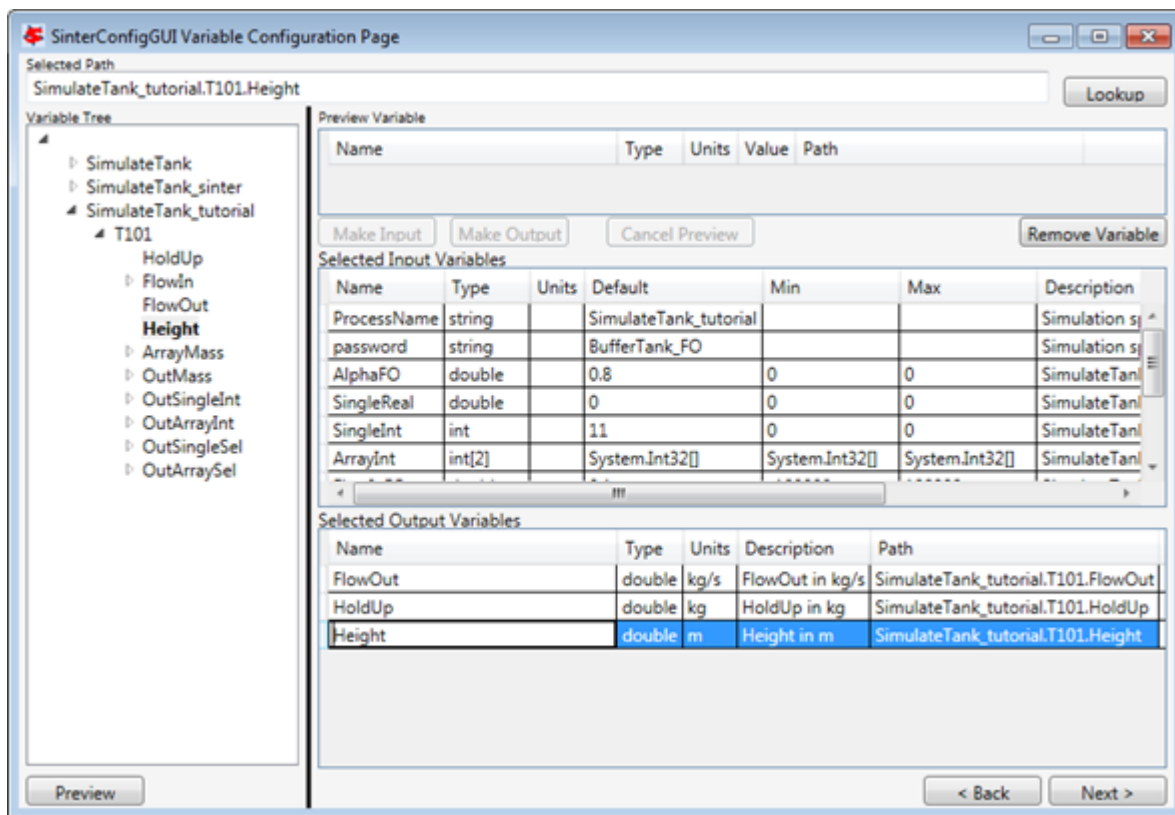 SinterConfigGUI Variable Configuration Page
Selected Path
SimulateTank_tutorial.T101.Height
Lookup
Variable Tree
SimulateTank
SimulateTank_sinter
SimulateTank_tutorial
T101
HoldUp
FlowIn
FlowOut
Height
ArrayMass
OutMass
OutSingleInt
OutArrayInt
OutSingleSel
OutArraySel
Preview
Preview Variable
Name Type Units Value Path
Make Input Make Output Cancel Preview Remove Variable
Selected Input Variables
Name Type Units Default Min Max Description
ProcessName string SimulateTank_tutorial Simulation
password string BufferTank_FO Simulation
AlphaFO double 0.8 0 0 SimulateTank
SingleReal double 0 0 0 SimulateTank
SingleInt int 11 0 0 SimulateTank
ArrayInt int[2] System.Int32[] System.Int32[] System.Int32[] SimulateTank
Selected Output Variables
Name Type Units Description Path
FlowOut double kg/s FlowOut in kg/s SimulateTank_tutorial.T101.FlowOut
HoldUp double kg HoldUp in kg SimulateTank_tutorial.T101.HoldUp
Height double m Height in m SimulateTank_tutorial.T101.Height
< Back Next >